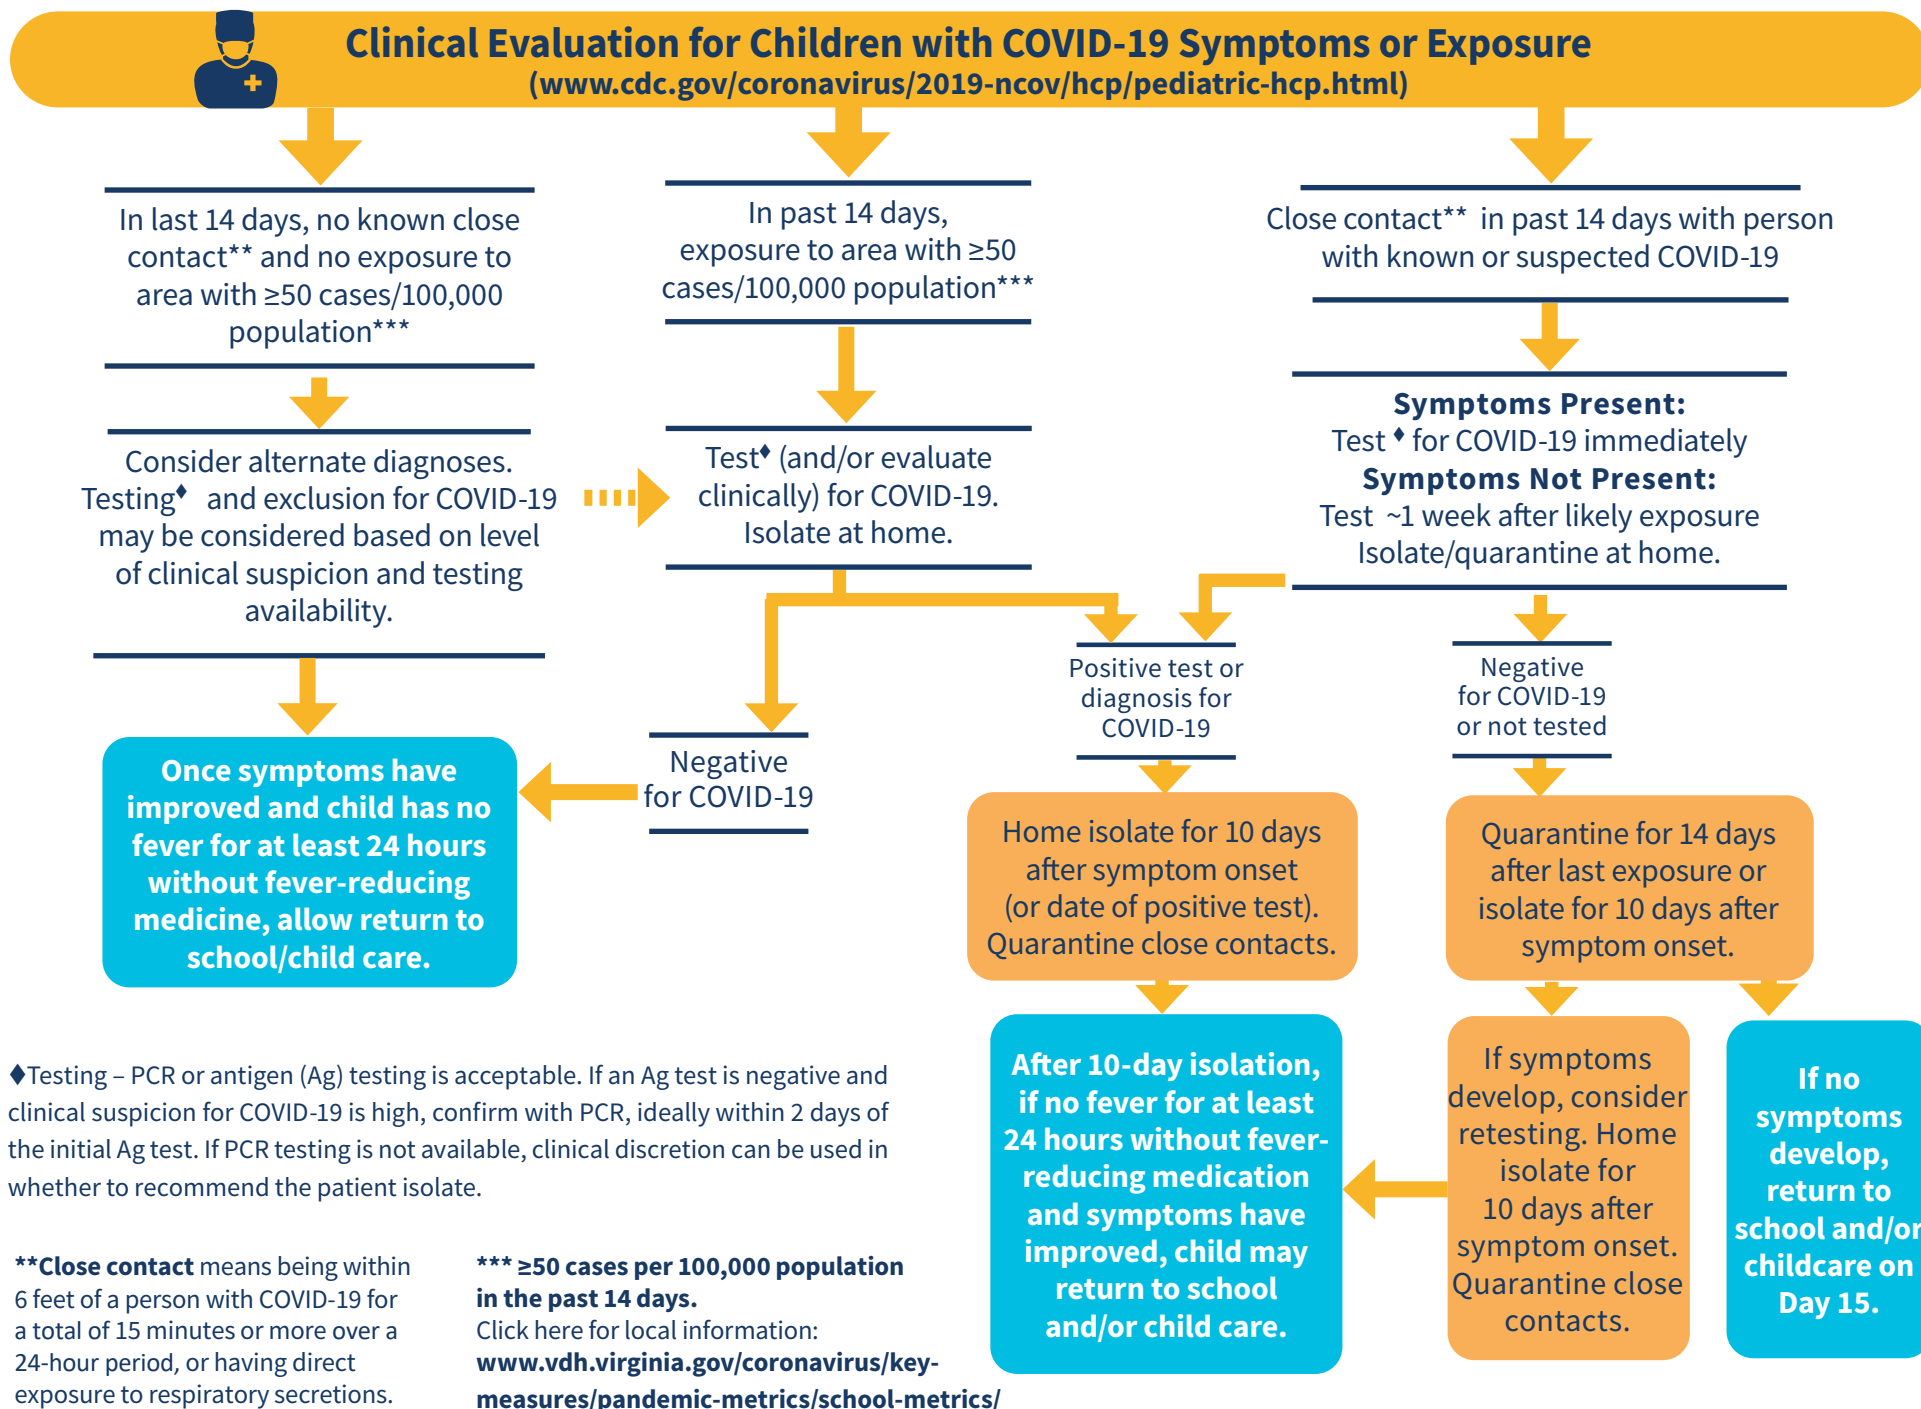 Clinical Evaluation for Children with COVID-19 Symptoms or Exposure
(www.cdc.gov/coronavirus/2019-ncov/hcp/pediatric-hcp.html)
In last 14 days, no known close
contact** and no exposure to
area with ≥50 cases/100,000
population***
In past 14 days,
exposure to area with ≥50
cases/100,000 population***
Close contact** in past 14 days with person
with known or suspected COVID-19
Consider alternate diagnoses.
Testing♦ and exclusion for COVID-19
may be considered based on level
of clinical suspicion and testing
availability.
Test♦ (and/or evaluate
clinically) for COVID-19.
Isolate at home.
Symptoms Present:
Test ♦ for COVID-19 immediately
Symptoms Not Present:
Test ~1 week after likely exposure
Isolate/quarantine at home.
Negative
for COVID-19
Positive test or
diagnosis for
COVID-19
Negative
for COVID-19
or not tested
Once symptoms have
improved and child has no
fever for at least 24 hours
without fever-reducing
medicine, allow return to
school/child care.
Home isolate for 10 days
after symptom onset
(or date of positive test).
Quarantine close contacts.
Quarantine for 14 days
after last exposure or
isolate for 10 days after
symptom onset.
After 10-day isolation,
if no fever for at least
24 hours without fever-
reducing medication
and symptoms have
improved, child may
return to school
and/or child care.
If symptoms
develop, consider
retesting. Home
isolate for
10 days after
symptom onset.
Quarantine close
contacts.
If no
symptoms
develop,
return to
school and/or
childcare on
Day 15.
♦Testing – PCR or antigen (Ag) testing is acceptable. If an Ag test is negative and
clinical suspicion for COVID-19 is high, confirm with PCR, ideally within 2 days of
the initial Ag test. If PCR testing is not available, clinical discretion can be used in
whether to recommend the patient isolate.
**Close contact means being within
6 feet of a person with COVID-19 for
a total of 15 minutes or more over a
24-hour period, or having direct
exposure to respiratory secretions.
*** ≥50 cases per 100,000 population
in the past 14 days.
Click here for local information:
www.vdh.virginia.gov/coronavirus/key-
measures/pandemic-metrics/school-metrics/